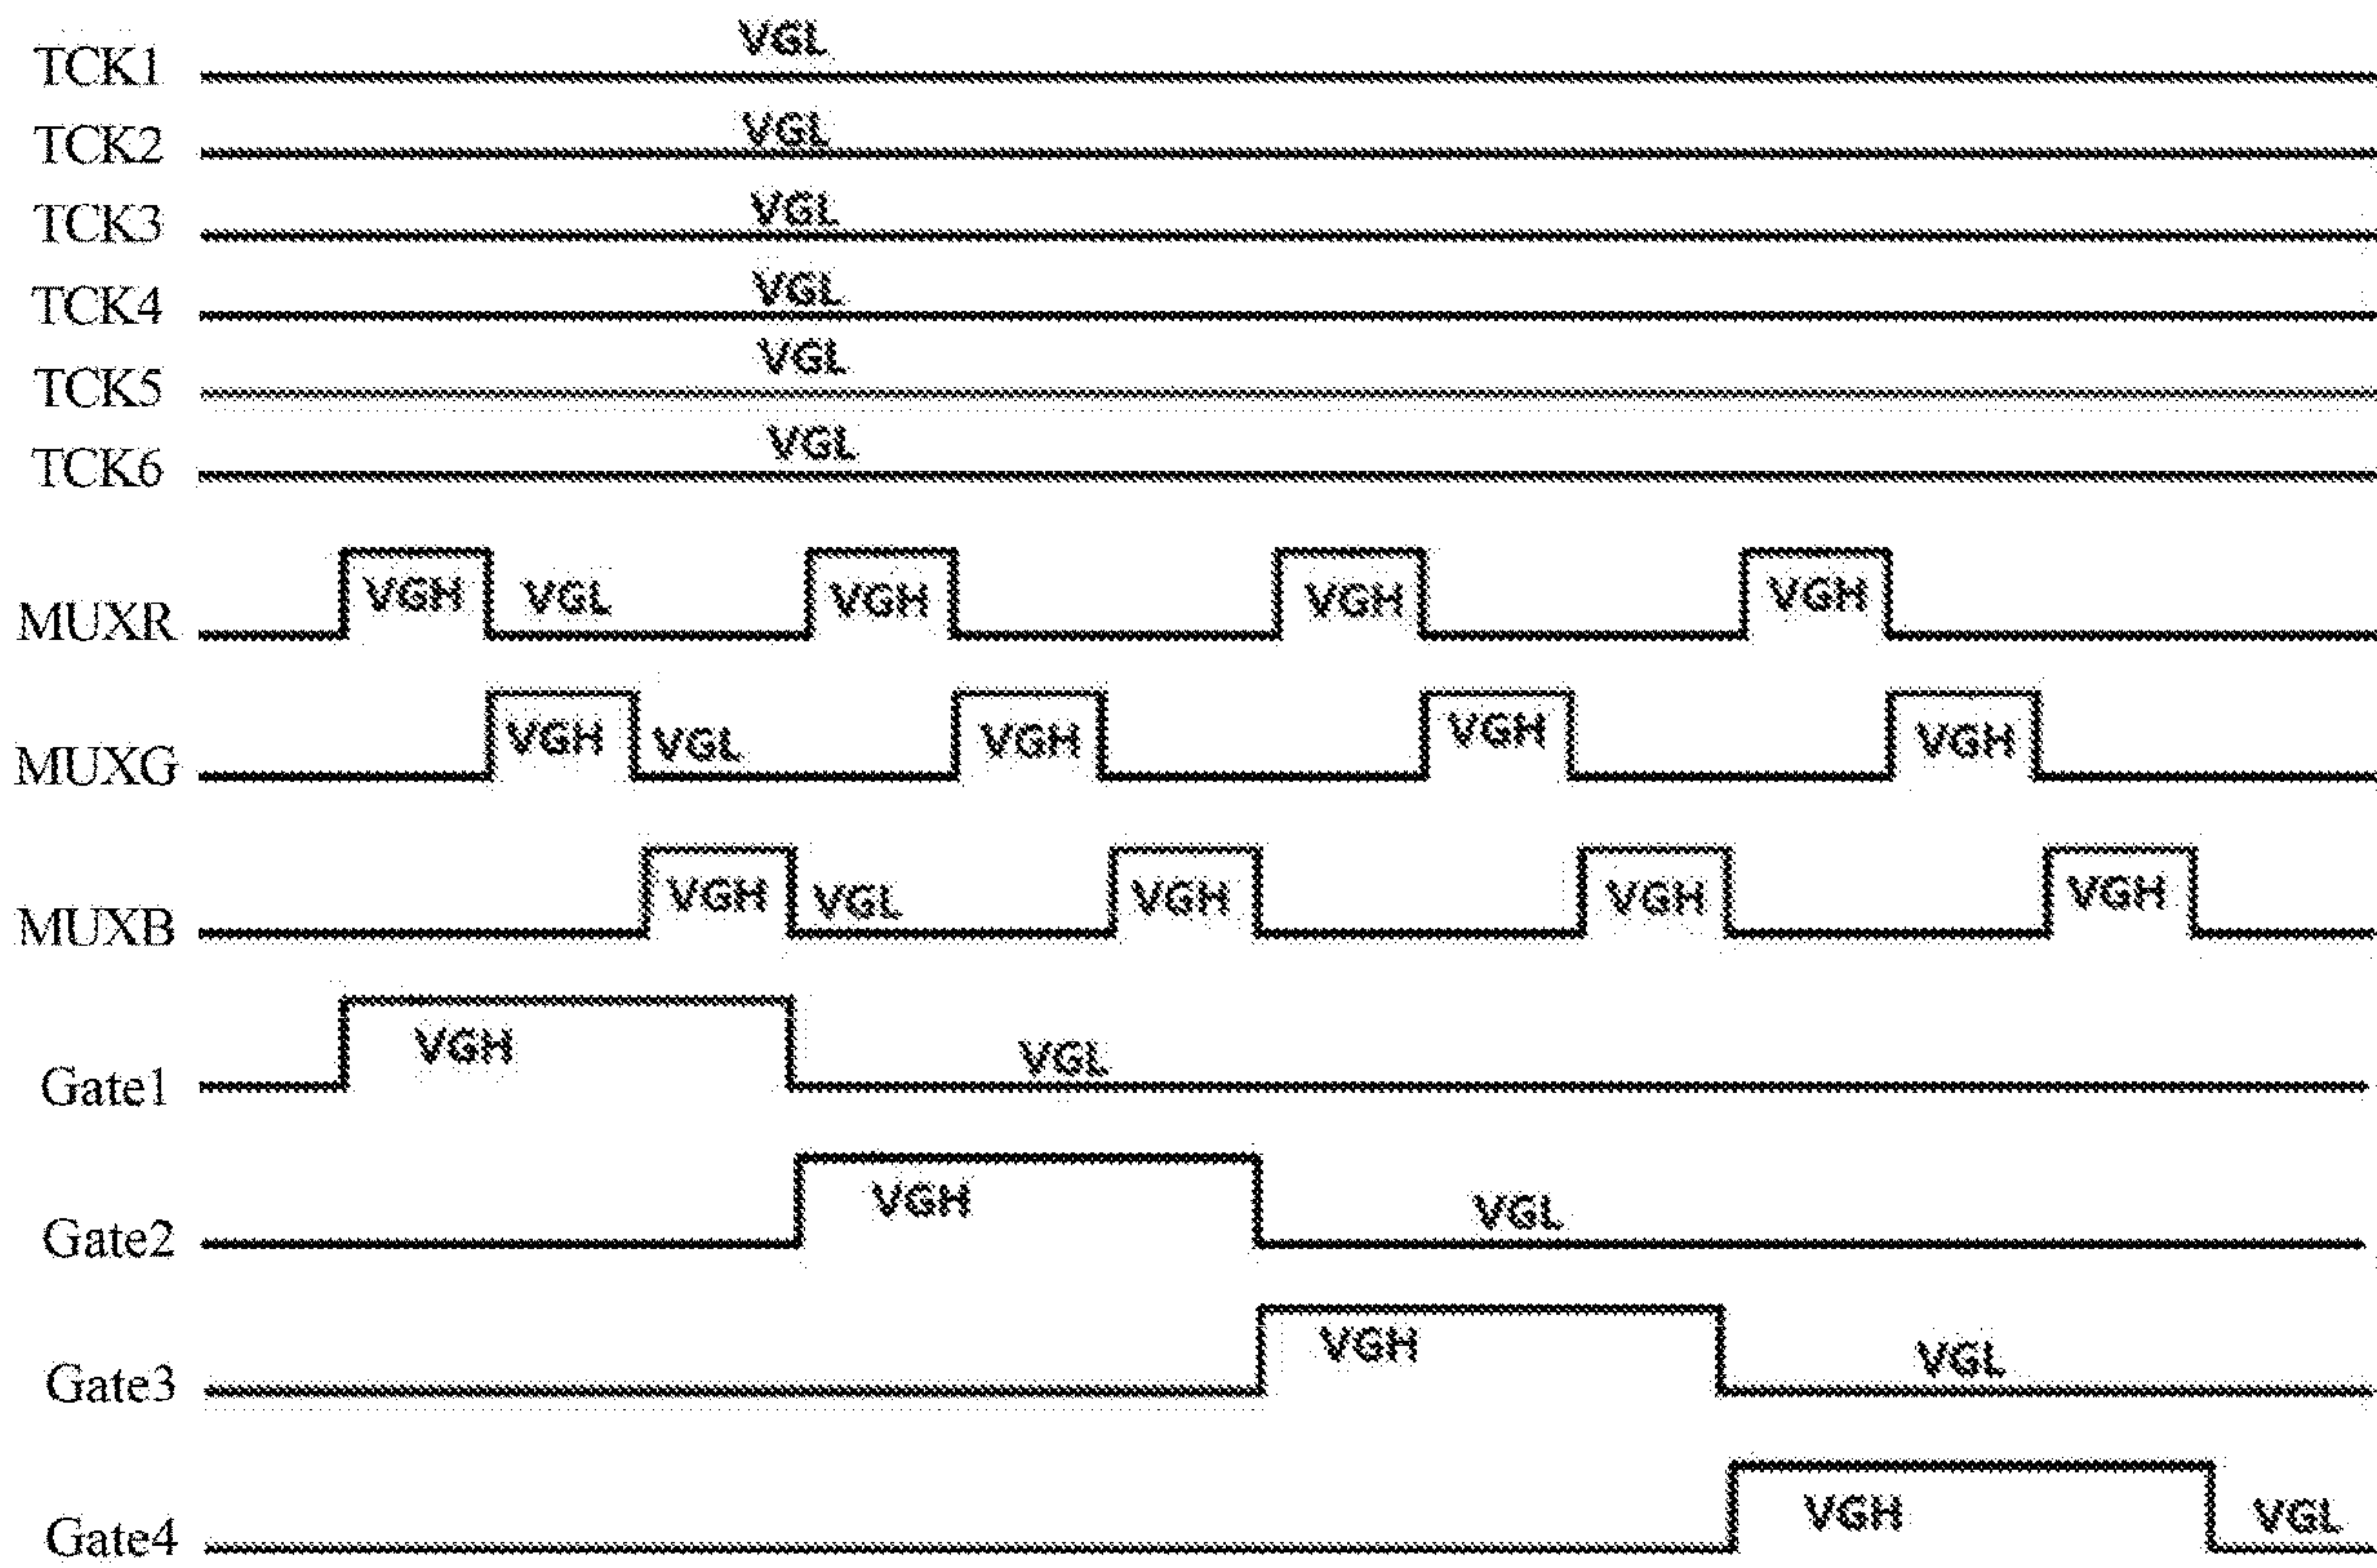 VGL
TCK1
VGL
TCK2
VGL
TCK3
VGL
TCK4
VGL
TCK5
VGL
TCK6
MUXR VGH VGL VGH VGH VGH
MUXG VGH VGL VGH VGH VGH
MUXB VGH VGL VGH VGH VGH
Gate1 VGH VGL
Gate2 VGH VGL
Gate3 VGH VGL
Gate4 VGH VGL